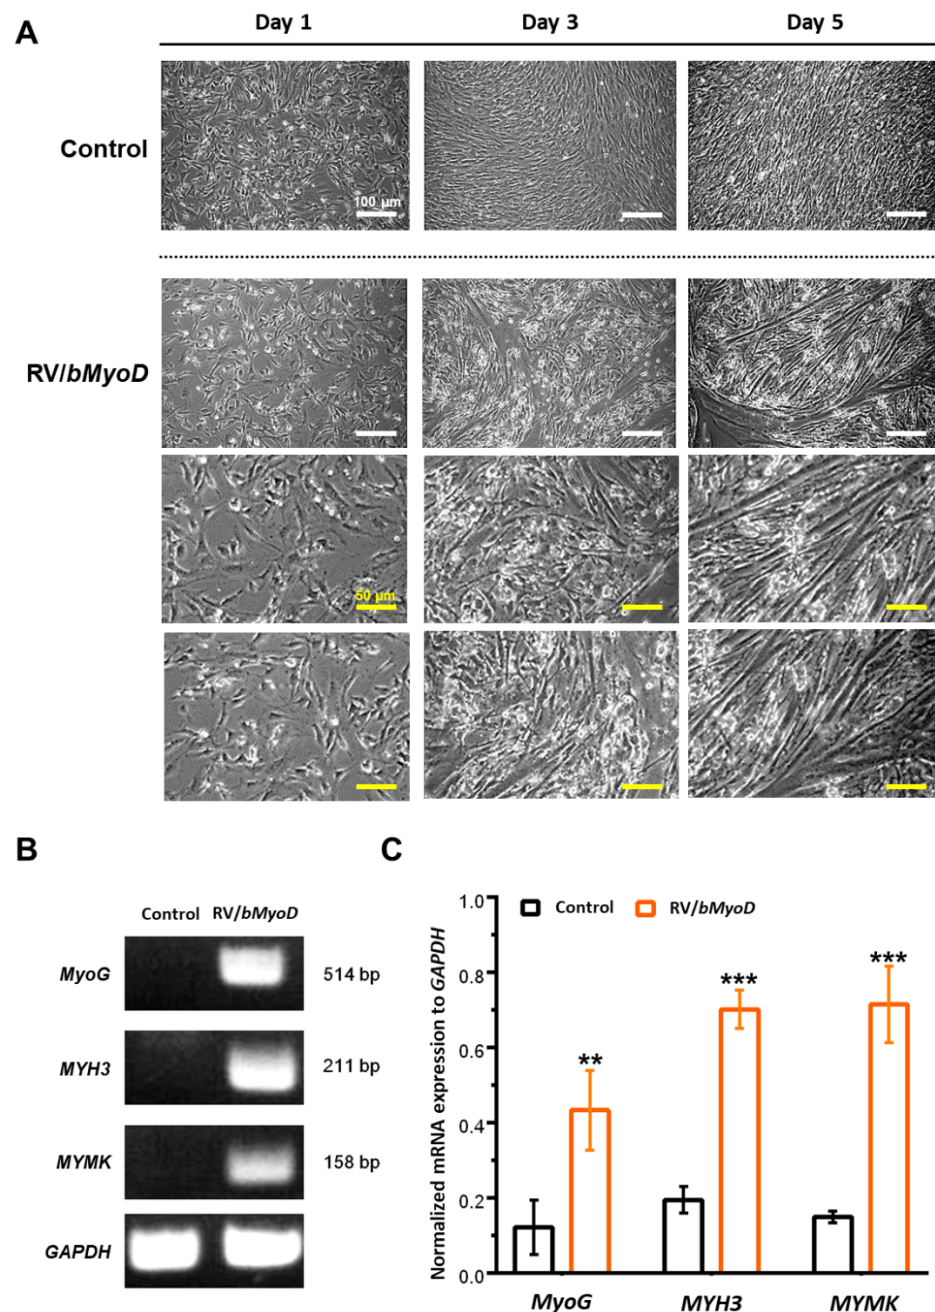 A
Day 1 Day 3 Day 5
Control
100 µm
RV/bMyoD
50 µm
B
Control RV/bMyoD
MyoG 514 bp
MYH3 211 bp
MYMK 158 bp
GAPDH
C
Normalized mRNA expression to GAPDH
1.0
0.8
0.6
0.4
0.2
0.0
Control RV/bMyoD
** *** ***
MyoG MYH3 MYMK